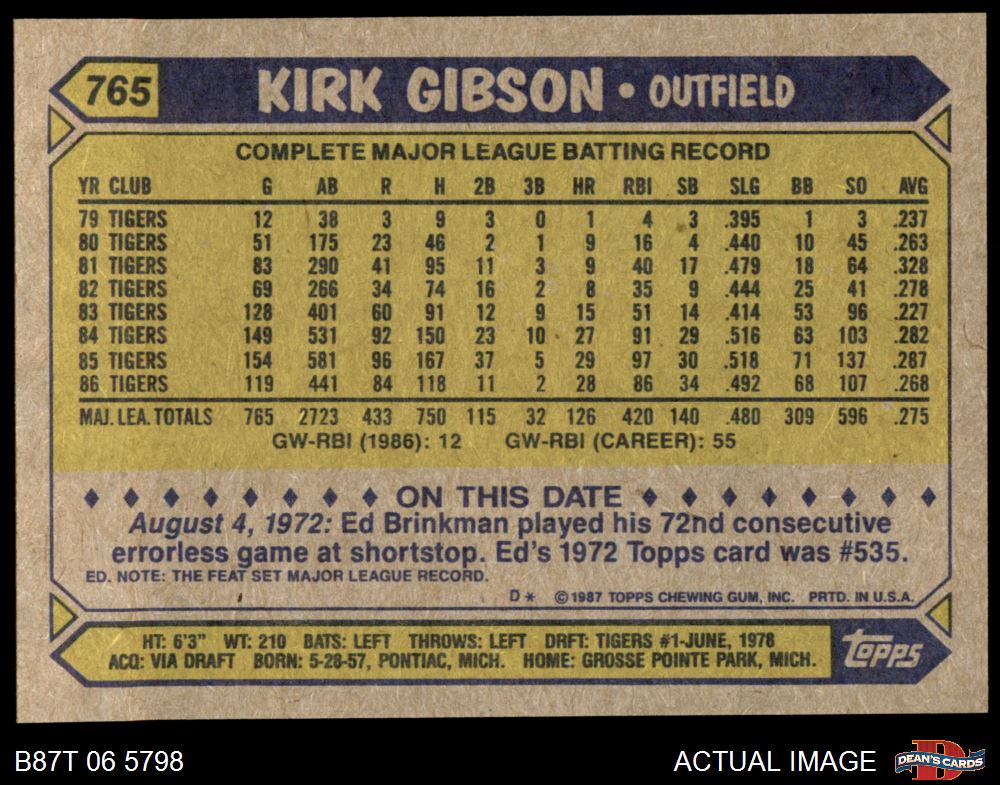 765 KIRK GIBSON • OUTFIELD
COMPLETE MAJOR LEAGUE BATTING RECORD
YR CLUB G AB R H 2B 3B HR RBI SB SLG BB SO AVG
79 TIGERS 12 38 3 9 3 0 1 4 3 .395 1 3 .237
80 TIGERS 51 175 23 46 2 1 9 16 4 .440 10 45 .263
81 TIGERS 83 290 41 95 11 3 9 40 17 .479 18 64 .328
82 TIGERS 69 266 34 74 16 2 8 35 9 .444 25 41 .278
83 TIGERS 128 401 60 91 12 9 15 51 14 .414 53 96 .227
84 TIGERS 149 531 92 150 23 10 27 91 29 .516 63 103 .282
85 TIGERS 154 581 96 167 37 5 29 97 30 .518 71 137 .287
86 TIGERS 119 441 84 118 11 2 28 86 34 .492 68 107 .268
MAJ. LEA. TOTALS 765 2723 433 750 115 32 126 420 140 .480 309 596 .275
GW-RBI (1986): 12 GW-RBI (CAREER): 55
♦ ♦ ♦ ♦ ♦ ♦ ♦ ♦ ON THIS DATE ♦ ♦ ♦ ♦ ♦ ♦ ♦ ♦
August 4, 1972: Ed Brinkman played his 72nd consecutive
errorless game at shortstop. Ed's 1972 Topps card was #535.
ED. NOTE: THE FEAT SET MAJOR LEAGUE RECORD.
D* ©1987 TOPPS CHEWING GUM, INC. PRTD. IN U.S.A.
HT: 6'3" WT: 210 BATS: LEFT THROWS: LEFT DRFT: TIGERS #1-JUNE, 1978
ACQ: VIA DRAFT BORN: 5-28-57, PONTIAC, MICH. HOME: GROSSE POINTE PARK, MICH.
topps
B87T 06 5798 ACTUAL IMAGE
D DEAN'S CARDS